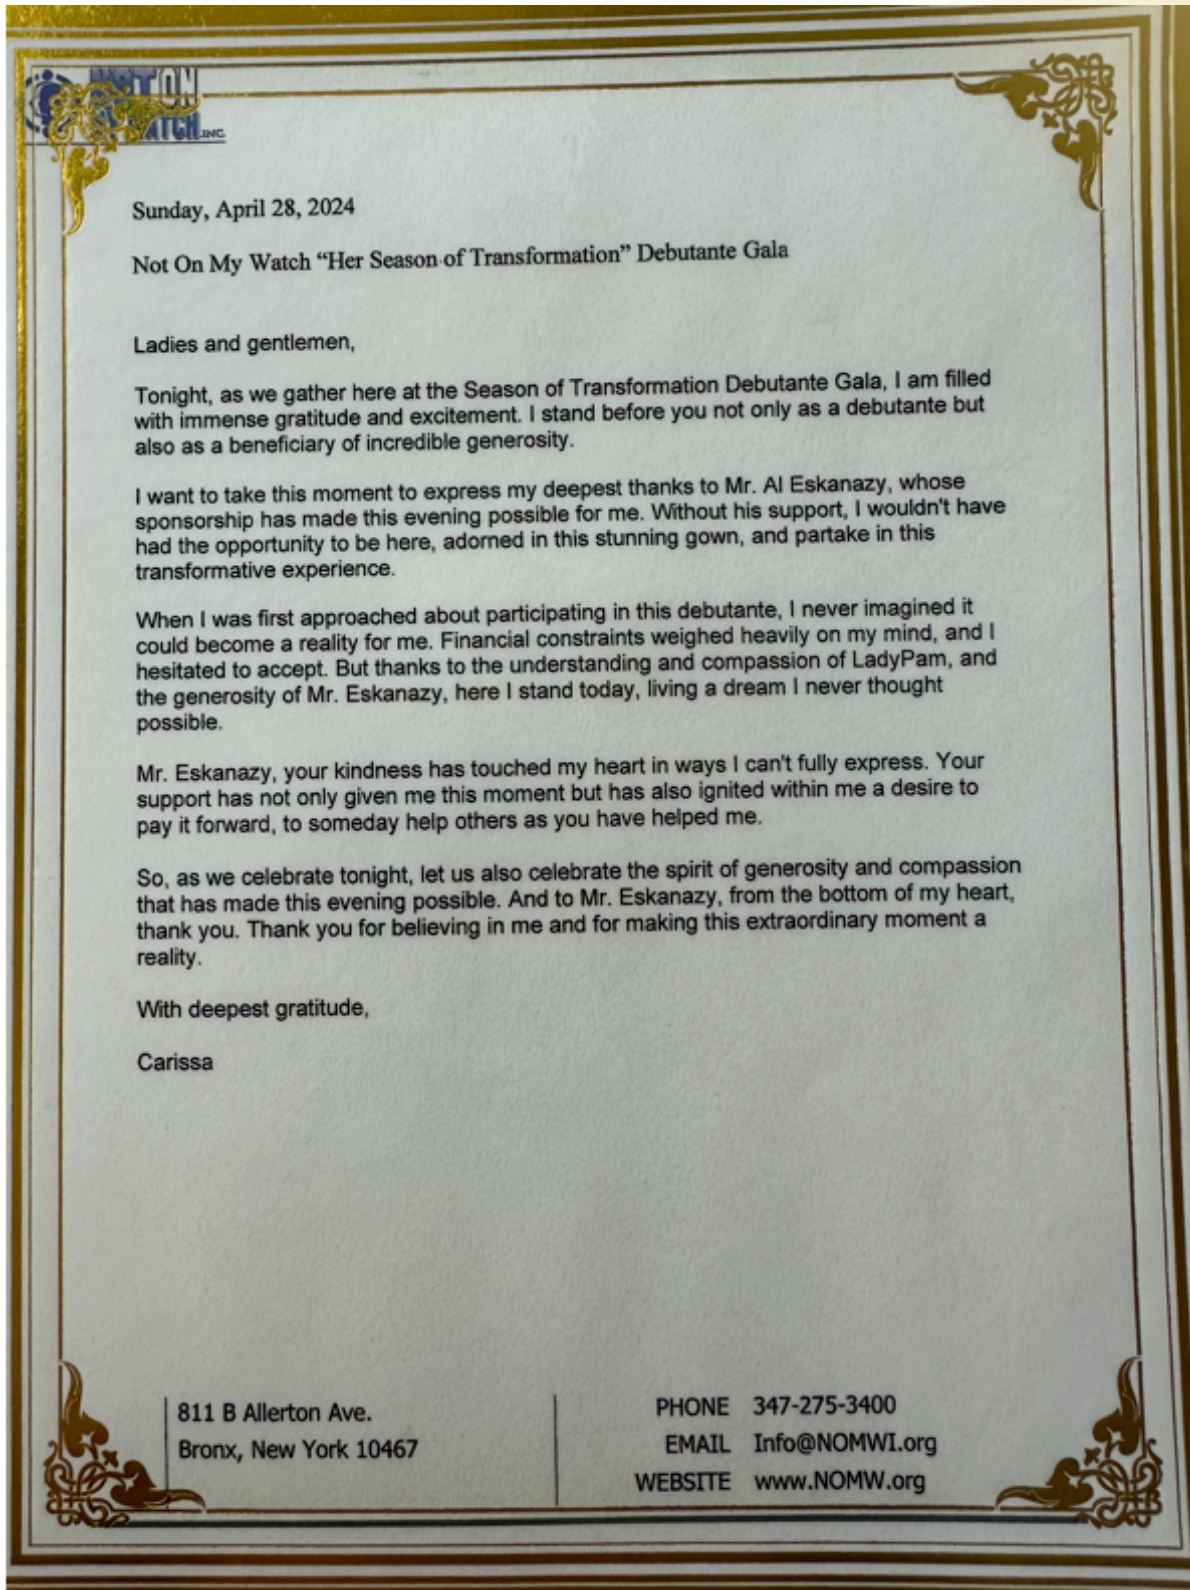 NOT ON
WATCH INC.
Sunday, April 28, 2024
Not On My Watch “Her Season of Transformation” Debutante Gala
Ladies and gentlemen,
Tonight, as we gather here at the Season of Transformation Debutante Gala, I am filled
with immense gratitude and excitement. I stand before you not only as a debutante but
also as a beneficiary of incredible generosity.
I want to take this moment to express my deepest thanks to Mr. Al Eskanazy, whose
sponsorship has made this evening possible for me. Without his support, I wouldn't have
had the opportunity to be here, adorned in this stunning gown, and partake in this
transformative experience.
When I was first approached about participating in this debutante, I never imagined it
could become a reality for me. Financial constraints weighed heavily on my mind, and I
hesitated to accept. But thanks to the understanding and compassion of LadyPam, and
the generosity of Mr. Eskanazy, here I stand today, living a dream I never thought
possible.
Mr. Eskanazy, your kindness has touched my heart in ways I can't fully express. Your
support has not only given me this moment but has also ignited within me a desire to
pay it forward, to someday help others as you have helped me.
So, as we celebrate tonight, let us also celebrate the spirit of generosity and compassion
that has made this evening possible. And to Mr. Eskanazy, from the bottom of my heart,
thank you. Thank you for believing in me and for making this extraordinary moment a
reality.
With deepest gratitude,
Carissa
811 B Allerton Ave.
Bronx, New York 10467
PHONE 347-275-3400
EMAIL Info@NOMWI.org
WEBSITE www.NOMW.org